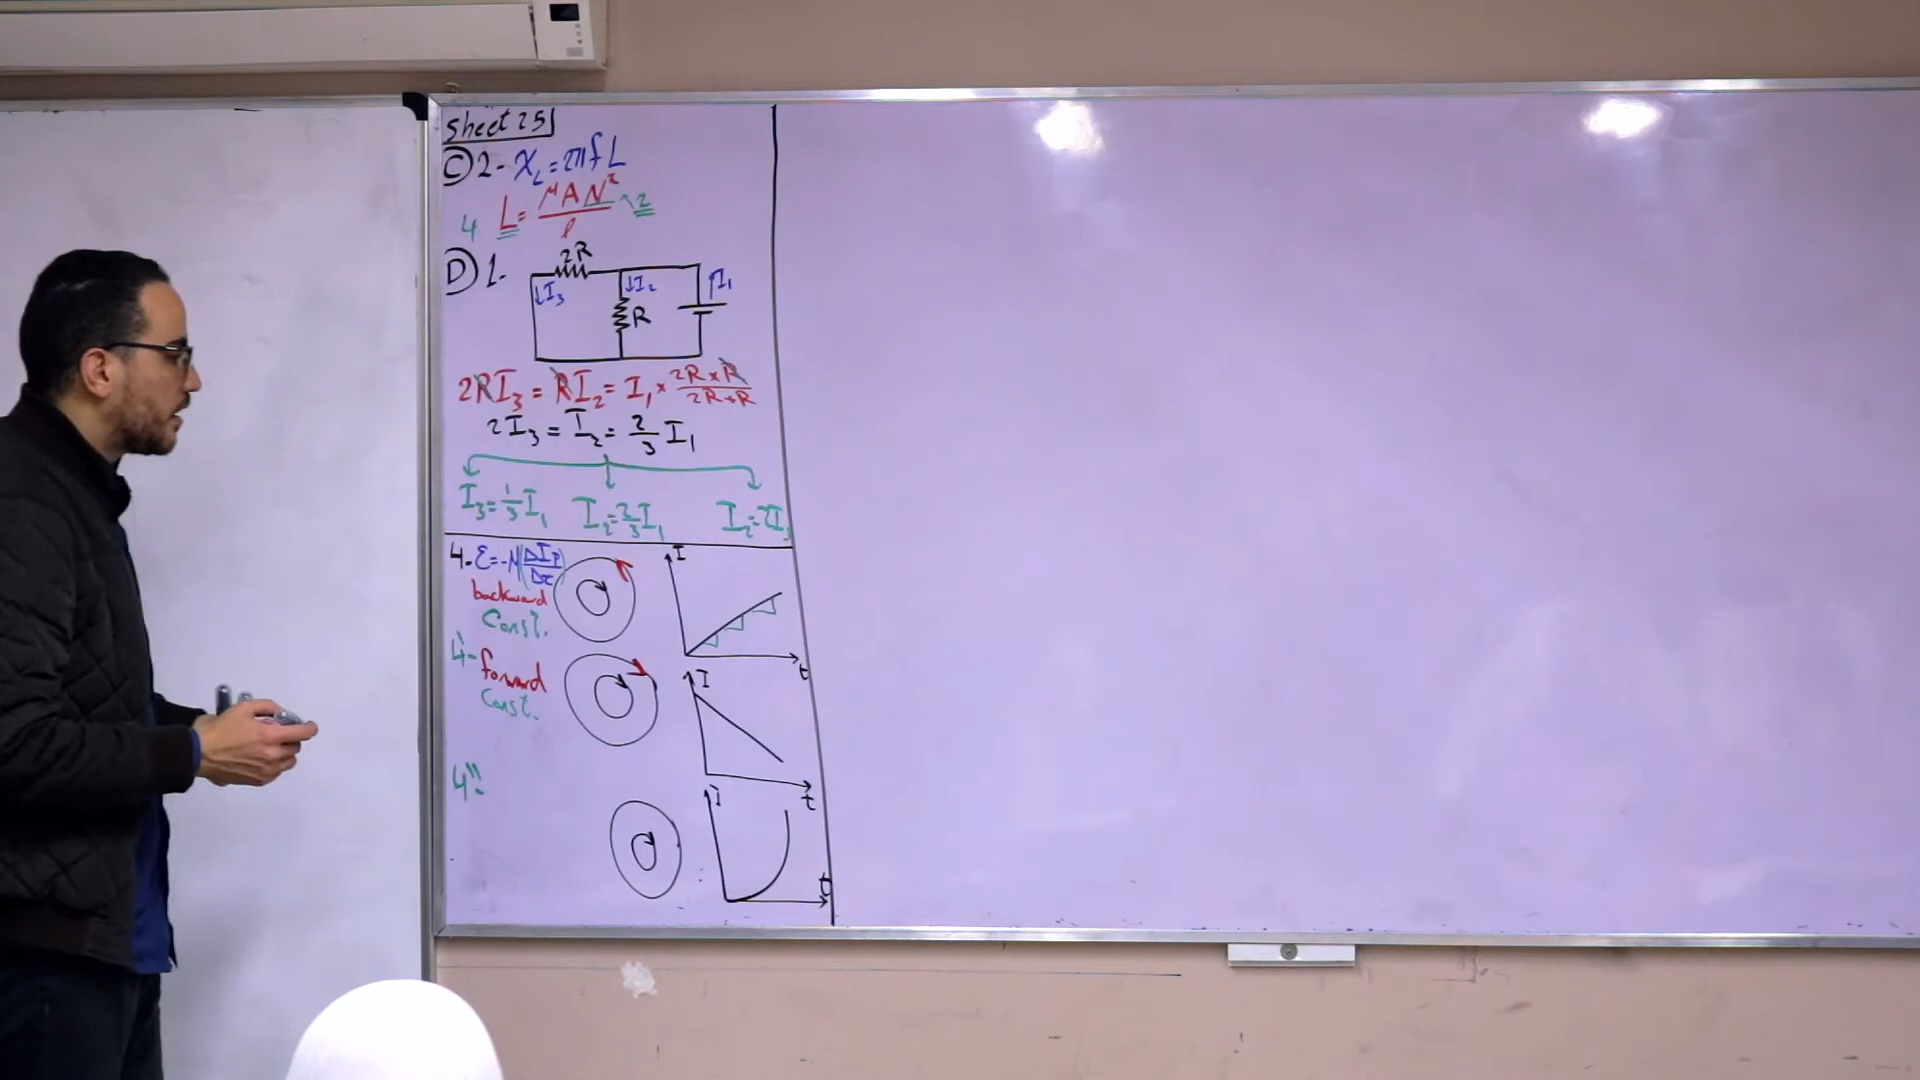 Sheet 25
C 2- X_L = 2πfL
4 L = μAN² / l ↑2
D 1-
2R
↓I₃ ↓I₂ ↑I₁
R
2RI₃ = RI₂ = I₁ × 2R×R / 2R+R
2I₃ = I₂ = 2/3 I₁
I₃ = 1/3 I₁ I₂ = 2/3 I₁ I₂ = 2I₃
4- ε = -M(ΔIp / Δt) I
backward
Const. t
4'- forward I
Const.
t
4''- I
t